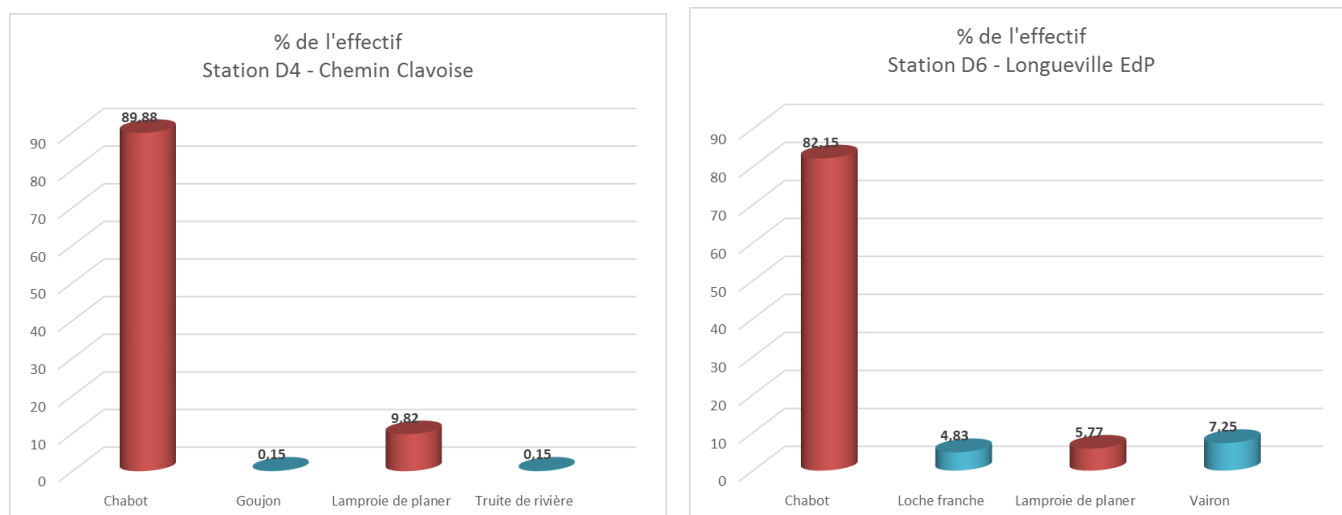 % de l'effectif
Station D4 - Chemin Clavoise
90
80
70
60
50
40
30
20
10
0
89,88
0,15
9,82
0,15
Chabot
Goujon
Lamproie de planer
Truite de rivière
% de l'effectif
Station D6 - Longueville EdP
90
80
70
60
50
40
30
20
10
0
82,15
4,83
5,77
7,25
Chabot
Loche franche
Lamproie de planer
Vairon